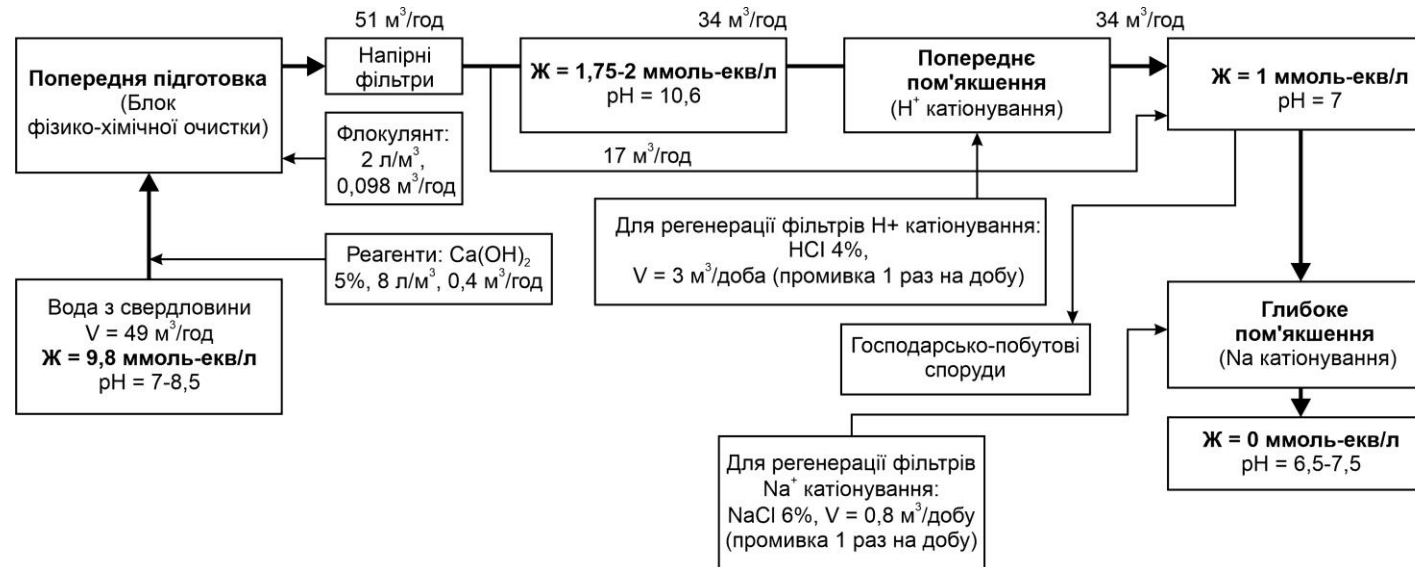 51 м³/год
34 м³/год
34 м³/год
Попередня підготовка
(Блок
фізико-хімічної очистки)
Напірні
фільтри
Ж = 1,75-2 ммоль-екв/л
pH = 10,6
Попереднє
пом'якшення
(H⁺ катіонування)
Ж = 1 ммоль-екв/л
pH = 7
Флокулянт:
2 л/м³,
0,098 м³/год
17 м³/год
Для регенерації фільтрів H+ катіонування:
HCl 4%,
V = 3 м³/доба (промивка 1 раз на добу)
Реагенти: Ca(OH)₂
5%, 8 л/м³, 0,4 м³/год
Вода з свердловини
V = 49 м³/год
Ж = 9,8 ммоль-екв/л
pH = 7-8,5
Господарсько-побутові
споруди
Глибоке
пом'якшення
(Na катіонування)
Ж = 0 ммоль-екв/л
pH = 6,5-7,5
Для регенерації фільтрів
Na⁺ катіонування:
NaCl 6%, V = 0,8 м³/добу
(промивка 1 раз на добу)